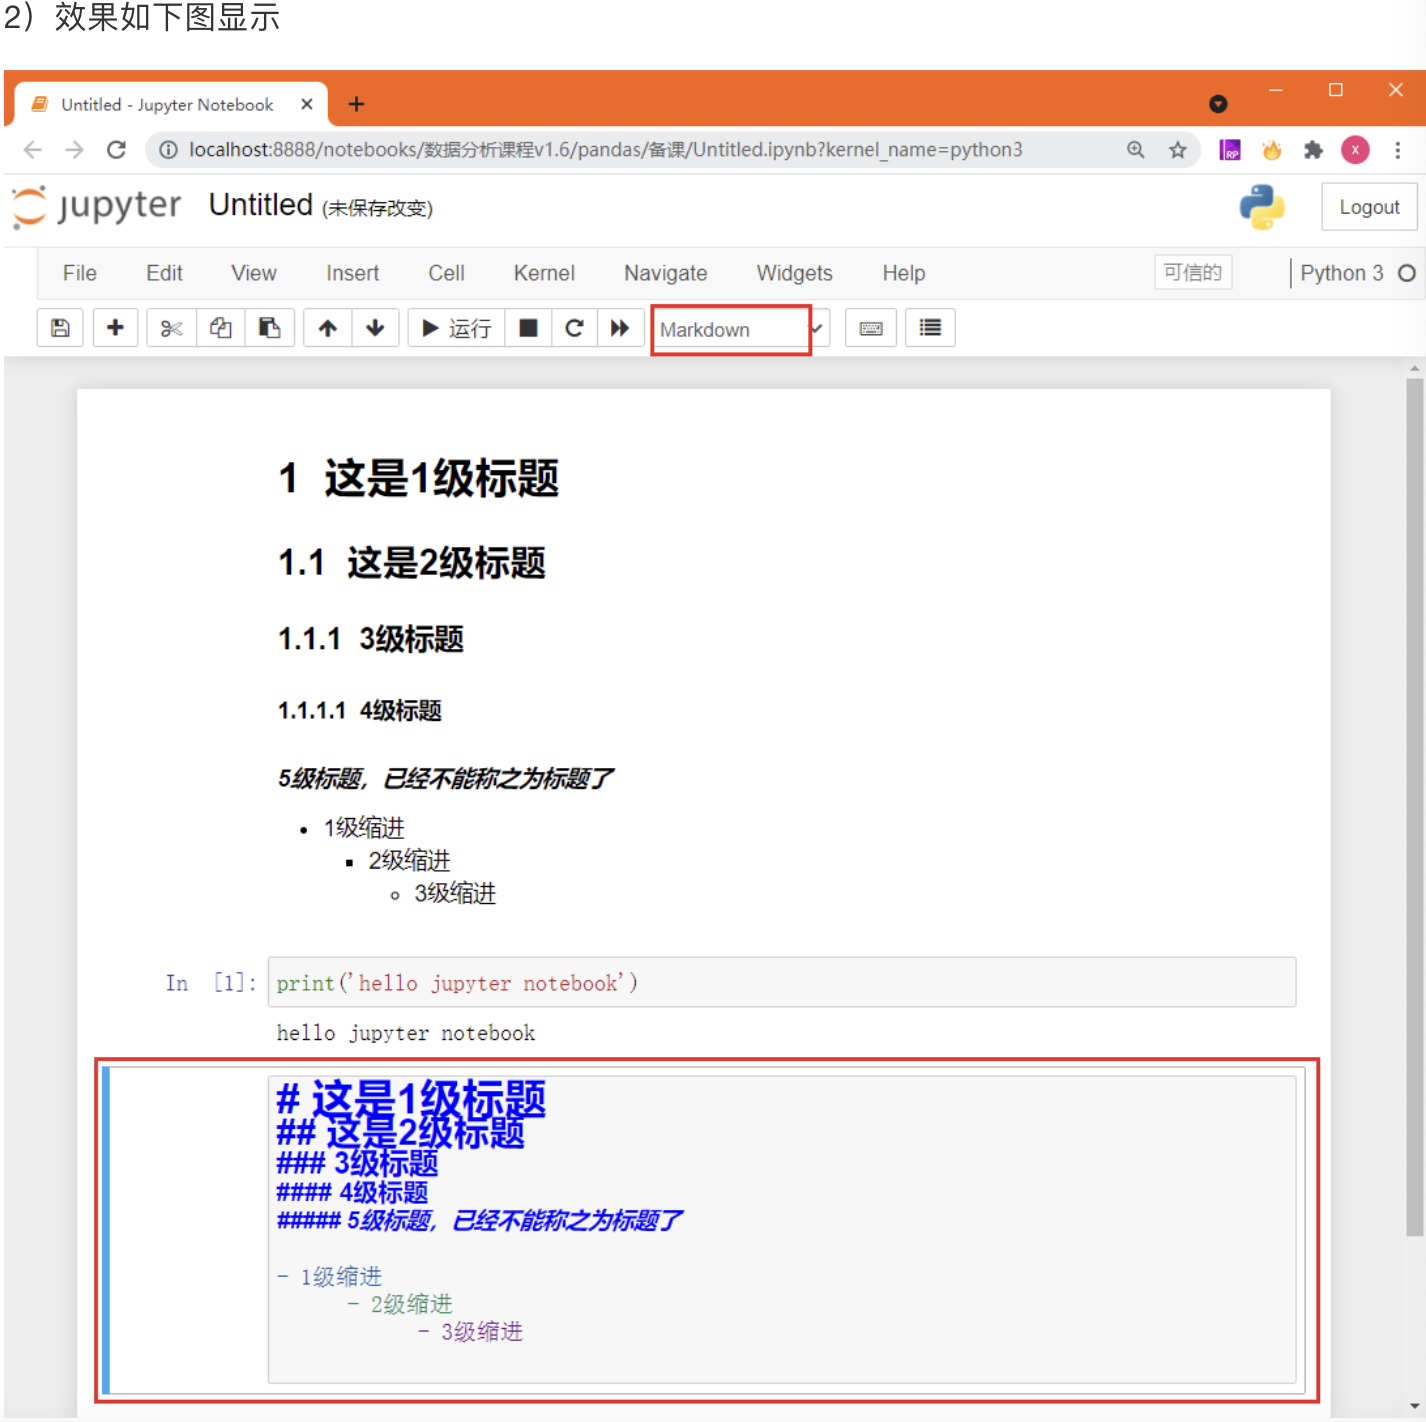 2）效果如下图显示
Untitled - Jupyter Notebook
localhost:8888/notebooks/数据分析课程v1.6/pandas/备课/Untitled.ipynb?kernel_name=python3
RP
X
jupyter Untitled (未保存改变)
Logout
File Edit View Insert Cell Kernel Navigate Widgets Help 可信的 Python 3
运行 Markdown
1 这是1级标题
1.1 这是2级标题
1.1.1 3级标题
1.1.1.1 4级标题
5级标题，已经不能称之为标题了
• 1级缩进
▪ 2级缩进
◦ 3级缩进
In [1]: print('hello jupyter notebook')
hello jupyter notebook
# 这是1级标题
## 这是2级标题
### 3级标题
#### 4级标题
##### 5级标题，已经不能称之为标题了
- 1级缩进
- 2级缩进
- 3级缩进